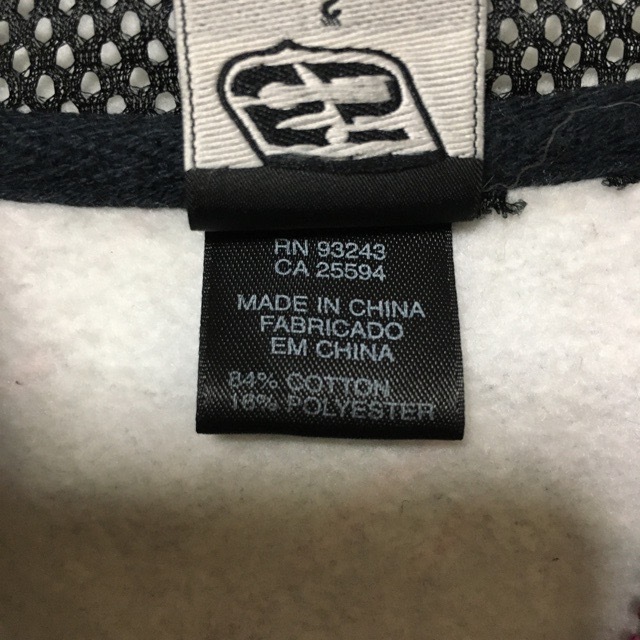 RN 93243
CA 25594
MADE IN CHINA
FABRICADO
EM CHINA
84% COTTON
16% POLYESTER